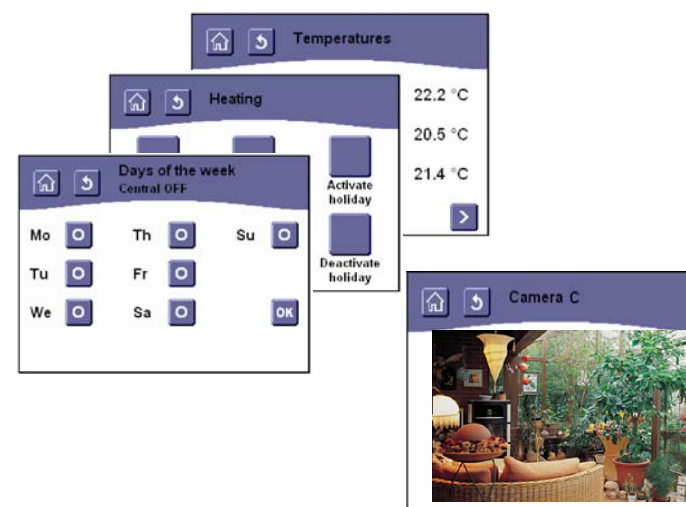 Temperatures
22.2 °C
20.5 °C
21.4 °C
Heating
Activate
holiday
Deactivate
holiday
Days of the week
Central OFF
Mo O Th O Su O
Tu O Fr O
We O Sa O OK
Camera C